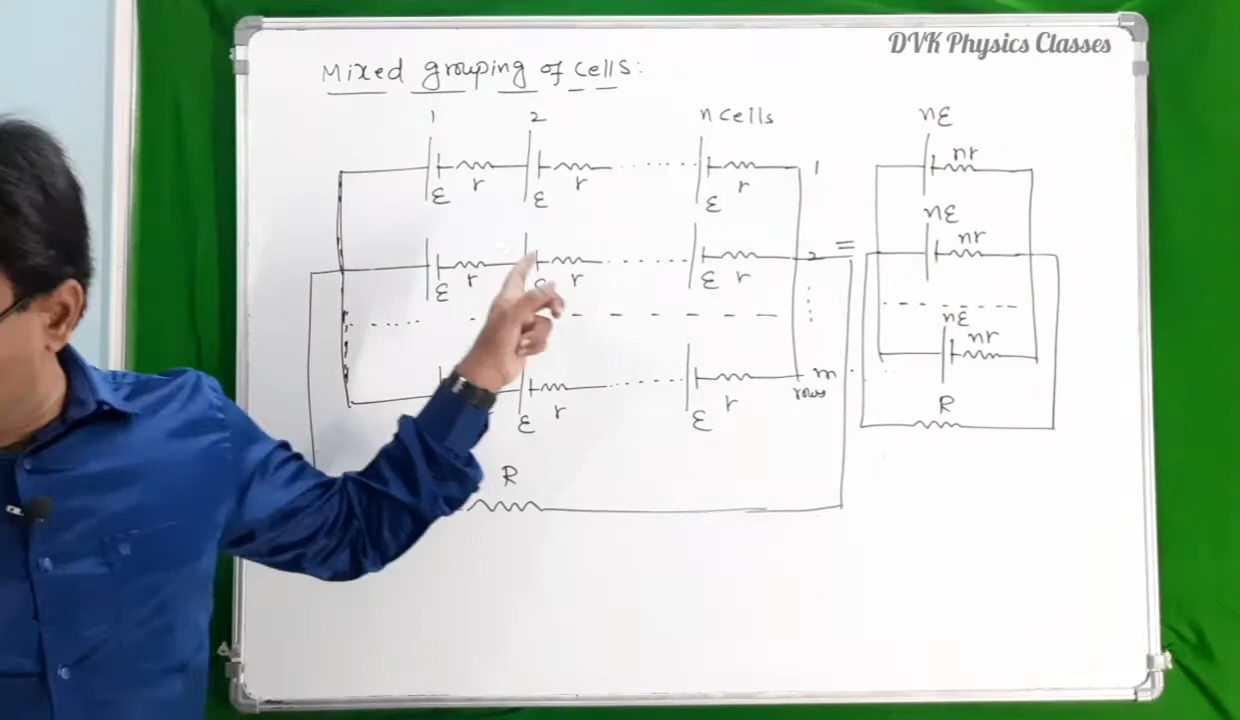 DVK Physics Classes
Mixed grouping of cells:
1 2 n cells
r r r 1
ε ε ε
r r r 2
ε ε ε
r r m
rows
ε ε
R
=
nε
nr
nε
nr
nε
nr
R